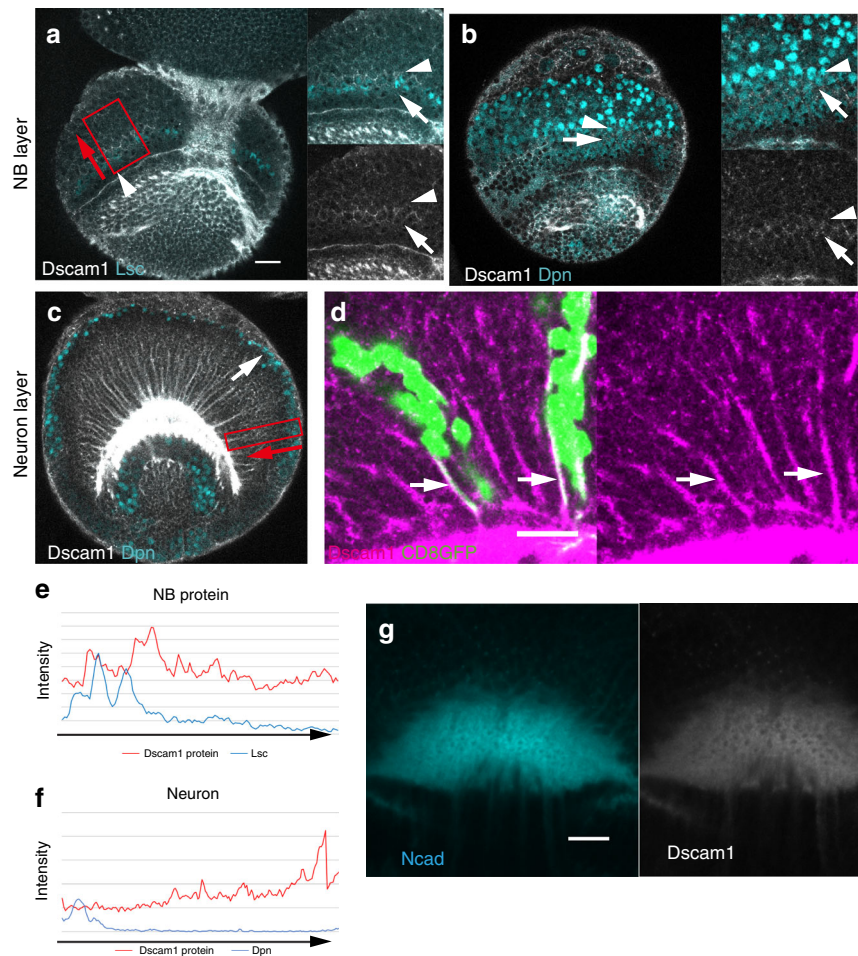 a
b
NB layer
Dscam1 Lsc
Dscam1 Dpn
c
d
Neuron layer
Dscam1 Dpn
Dscam1 CD8GFP
e
NB protein
Intensity
Dscam1 protein
Lsc
f
Neuron
Intensity
Dscam1 protein
Dpn
g
Ncad
Dscam1